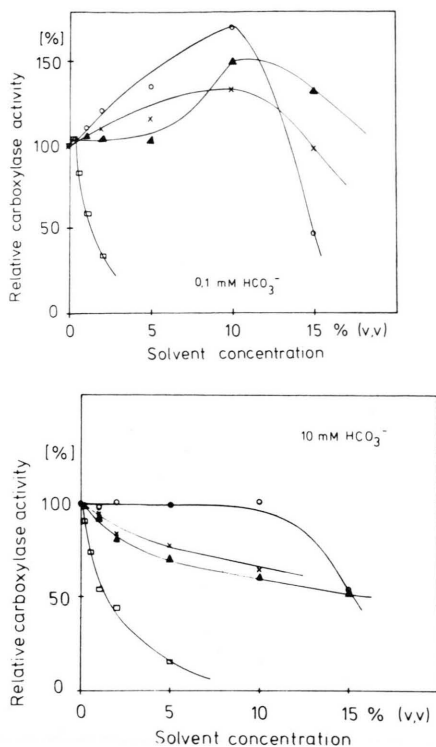 [%]
150
100
50
0
Relative carboxylase activity
0,1 mM HCO₃⁻
0 5 10 15 % (v,v)
Solvent concentration
[%]
100
50
0
Relative carboxylase activity
10 mM HCO₃⁻
0 5 10 15 % (v,v)
Solvent concentration